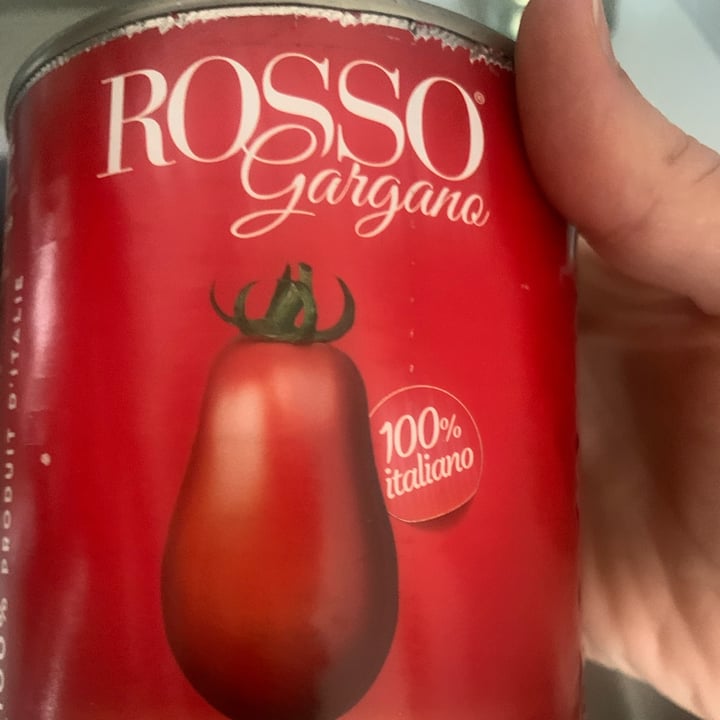 ROSSO®
Gargano
100%
italiano
100% PRODUIT D'ITALIE